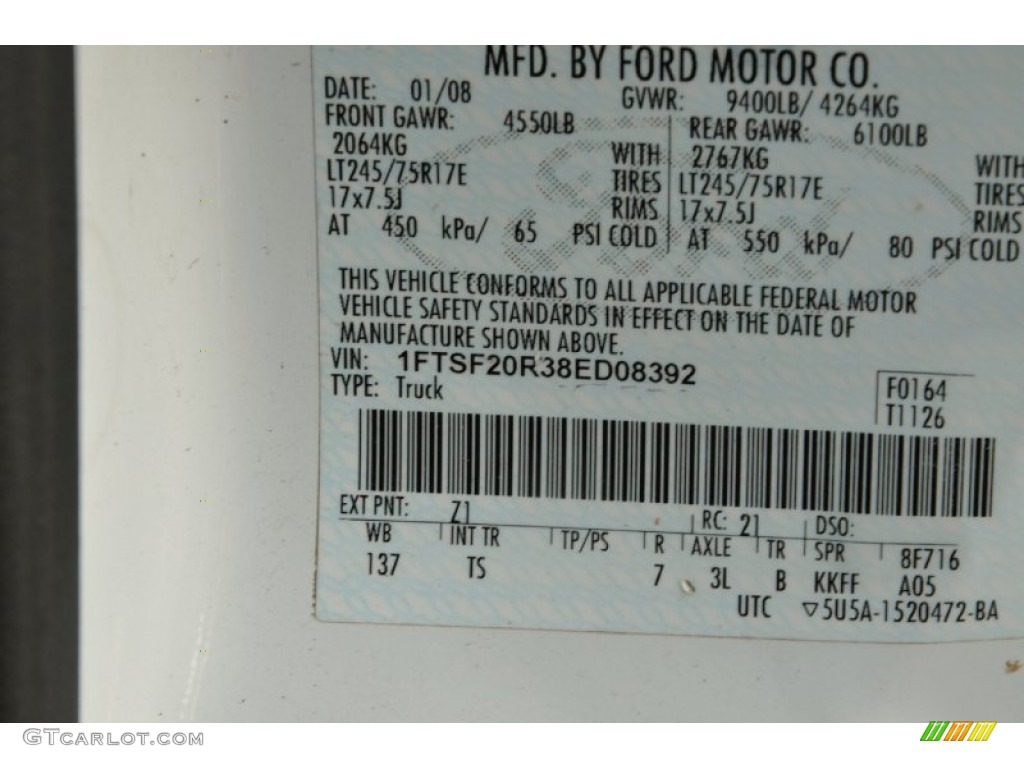 MFD. BY FORD MOTOR CO.
DATE: 01/08 GVWR: 9400LB/ 4264KG
FRONT GAWR: 4550LB REAR GAWR: 6100LB
2064KG WITH 2767KG WITH
LT245/75R17E TIRES LT245/75R17E TIRES
17x7.5J RIMS 17x7.5J RIMS
AT 450 kPa/ 65 PSI COLD AT 550 kPa/ 80 PSI COLD
THIS VEHICLE CONFORMS TO ALL APPLICABLE FEDERAL MOTOR
VEHICLE SAFETY STANDARDS IN EFFECT ON THE DATE OF
MANUFACTURE SHOWN ABOVE.
VIN: 1FTSF20R38ED08392
TYPE: Truck
F0164
T1126
EXT PNT: Z1 RC: 21 DSO:
WB INT TR TP/PS R AXLE TR SPR 8F716
137 TS 7 3L B KKFF A05
UTC ▽5U5A-1520472-BA
GTCARLOT.COM